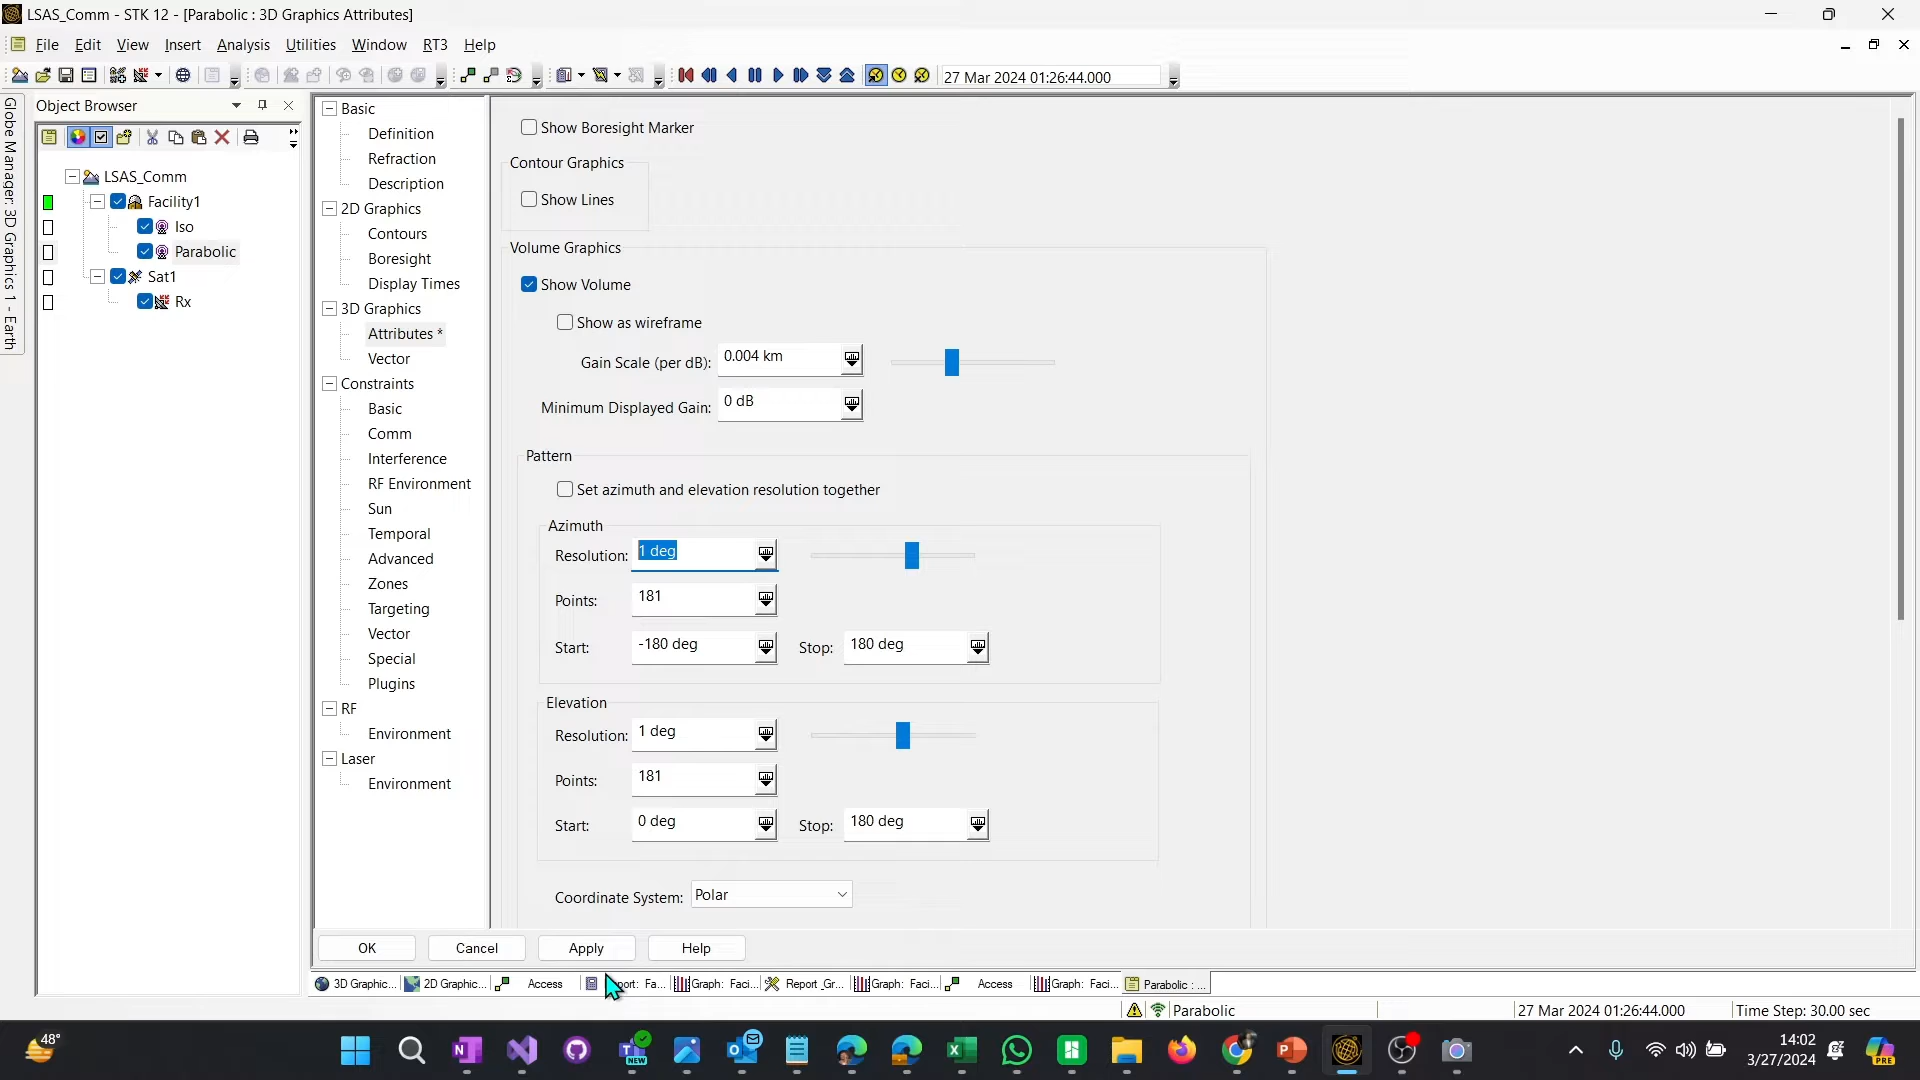 LSAS_Comm - STK 12 - [Parabolic : 3D Graphics Attributes]
File Edit View Insert Analysis Utilities Window RT3 Help
27 Mar 2024 01:26:44.000
Globe Manager: 3D Graphics 1 - Earth
Object Browser
LSAS_Comm
Facility1
Iso
Parabolic
Sat1
Rx
Basic
Definition
Refraction
Description
2D Graphics
Contours
Boresight
Display Times
3D Graphics
Attributes *
Vector
Constraints
Basic
Comm
Interference
RF Environment
Sun
Temporal
Advanced
Zones
Targeting
Vector
Special
Plugins
RF
Environment
Laser
Environment
Show Boresight Marker
Contour Graphics
Show Lines
Volume Graphics
Show Volume
Show as wireframe
Gain Scale (per dB): 0.004 km
Minimum Displayed Gain: 0 dB
Pattern
Set azimuth and elevation resolution together
Azimuth
Resolution: 1 deg
Points: 181
Start: -180 deg Stop: 180 deg
Elevation
Resolution: 1 deg
Points: 181
Start: 0 deg Stop: 180 deg
Coordinate System: Polar
OK Cancel Apply Help
3D Graphic... 2D Graphic... Access port: Fa... Graph: Faci... Report_Gr... Graph: Faci... Access Graph: Faci... Parabolic : ...
Parabolic 27 Mar 2024 01:26:44.000 Time Step: 30.00 sec
48°
NEW
14:02
3/27/2024
PRE